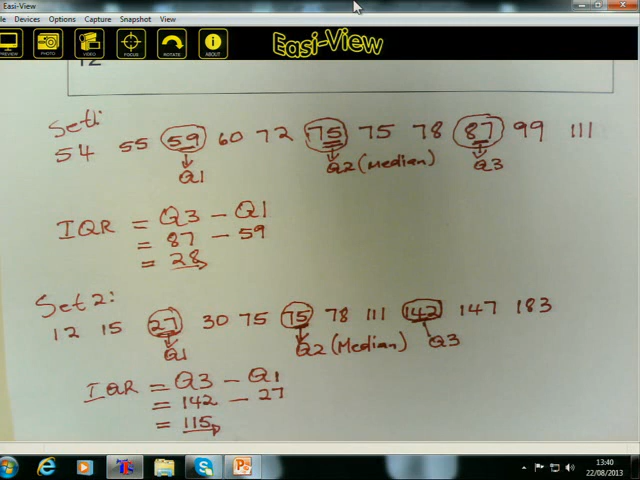 Easi-View
le Devices Options Capture Snapshot View
PREVIEW PHOTO VIDEO FOCUS ROTATE ABOUT
Easi-View
12
Set1:
54 55 59 60 72 75 75 78 87 99 111
Q1 Q2 (Median) Q3
IQR = Q3 - Q1
= 87 - 59
= 28
Set 2:
12 15 27 30 75 75 78 111 142 147 183
Q1 Q2 (Median) Q3
IQR = Q3 - Q1
= 142 - 27
= 115
13:40
22/08/2013